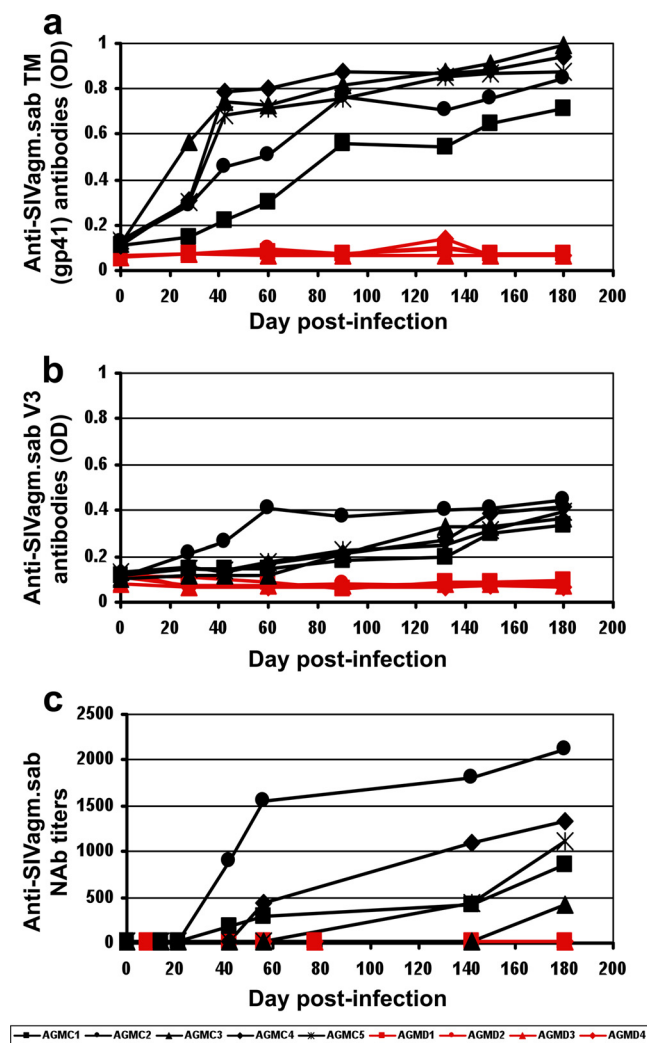 a
Anti-SIVagm.sab TM
(gp41) antibodies (OD)
1
0.8
0.6
0.4
0.2
0
0 20 40 60 80 100 120 140 160 180 200
Day post-infection
b
Anti-SIVagm.sab V3
antibodies (OD)
1
0.8
0.6
0.4
0.2
0
0 20 40 60 80 100 120 140 160 180 200
Day post-infection
c
Anti-SIVagm.sab
NAb titers
2500
2000
1500
1000
500
0
0 20 40 60 80 100 120 140 160 180 200
Day post-infection
AGMC1 AGMC2 AGMC3 AGMC4 AGMC5 AGMD1 AGMD2 AGMD3 AGMD4